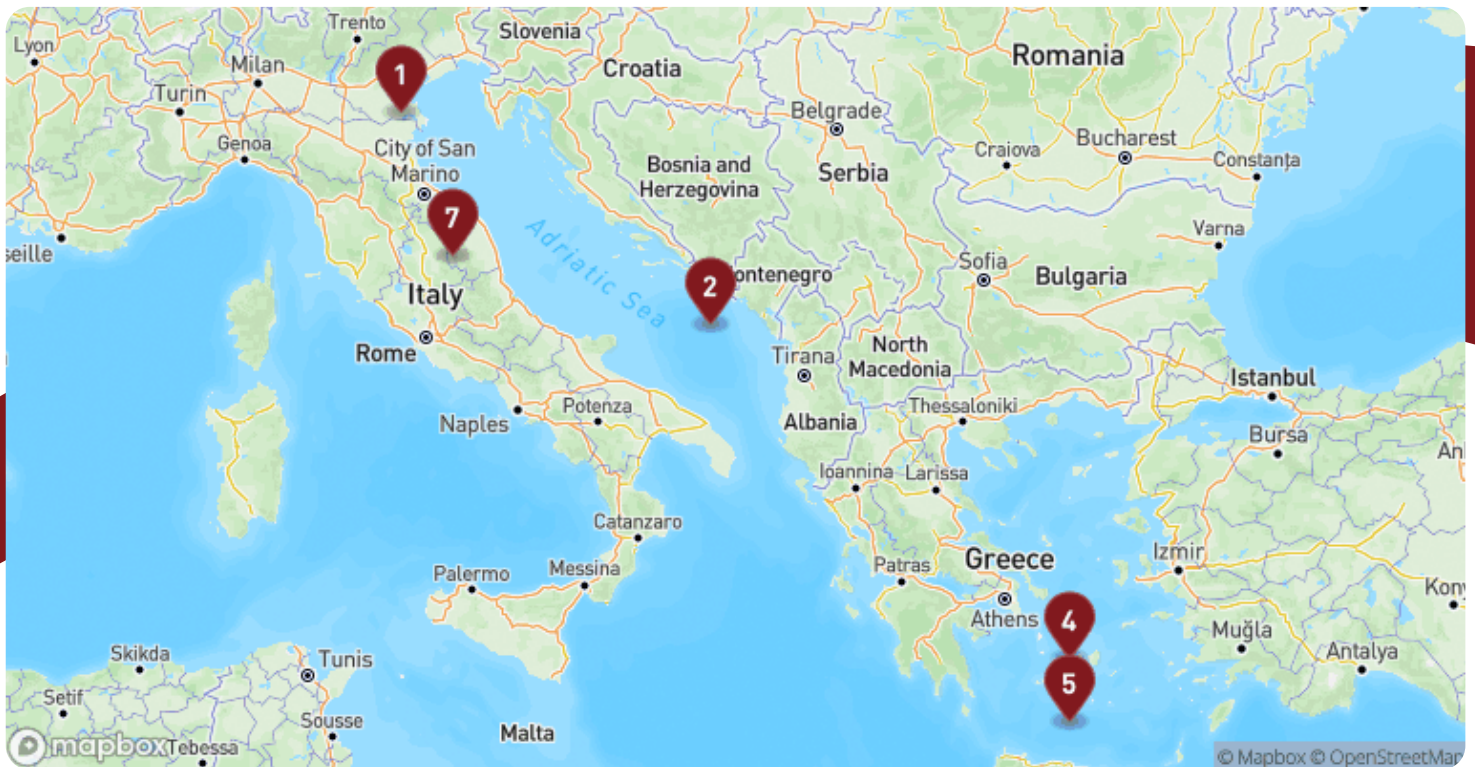 Trento
Slovenia
Lyon
Milan
Croatia
Romania
1
Turin
Belgrade
Genoa
City of San
Marino
Bosnia and
Herzegovina
Serbia
Craiova
Bucharest
Constanța
7
Adriatic Sea
Varna
seille
Sofia
Bulgaria
2
ontenegro
Italy
Rome
Tirana
North
Macedonia
Istanbul
Naples
Potenza
Albania
Thessaloniki
Bursa
An
Ioannina
Larissa
Catanzaro
Izmir
Greece
Palermo
Messina
Patras
Kony
Athens
4
Muğla
Antalya
Skikda
Tunis
5
Setif
Sousse
Malta
mapbox
Tebessa
© Mapbox © OpenStreetMap